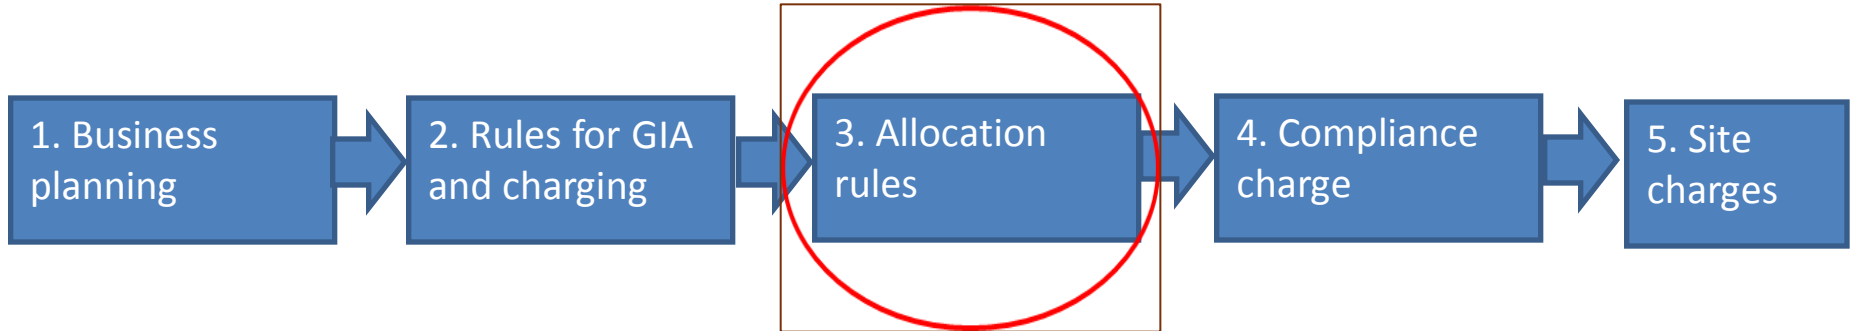 1. Business
planning
2. Rules for GIA
and charging
3. Allocation
rules
4. Compliance
charge
5. Site
charges